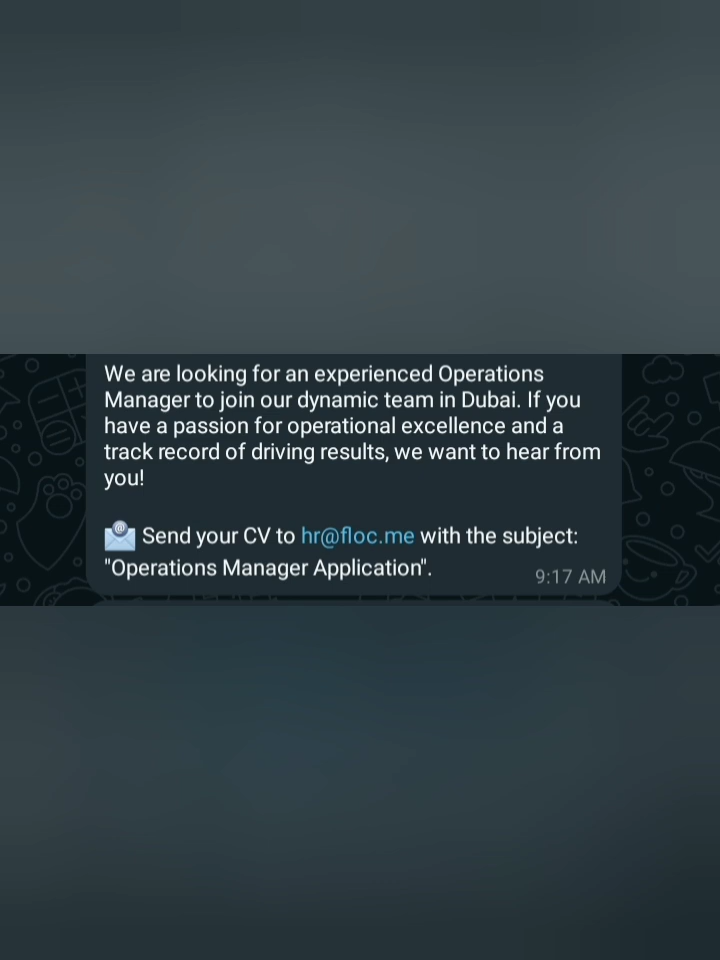 We are looking for an experienced Operations
Manager to join our dynamic team in Dubai. If you
have a passion for operational excellence and a
track record of driving results, we want to hear from
you!
Send your CV to hr@floc.me with the subject:
"Operations Manager Application".
9:17 AM